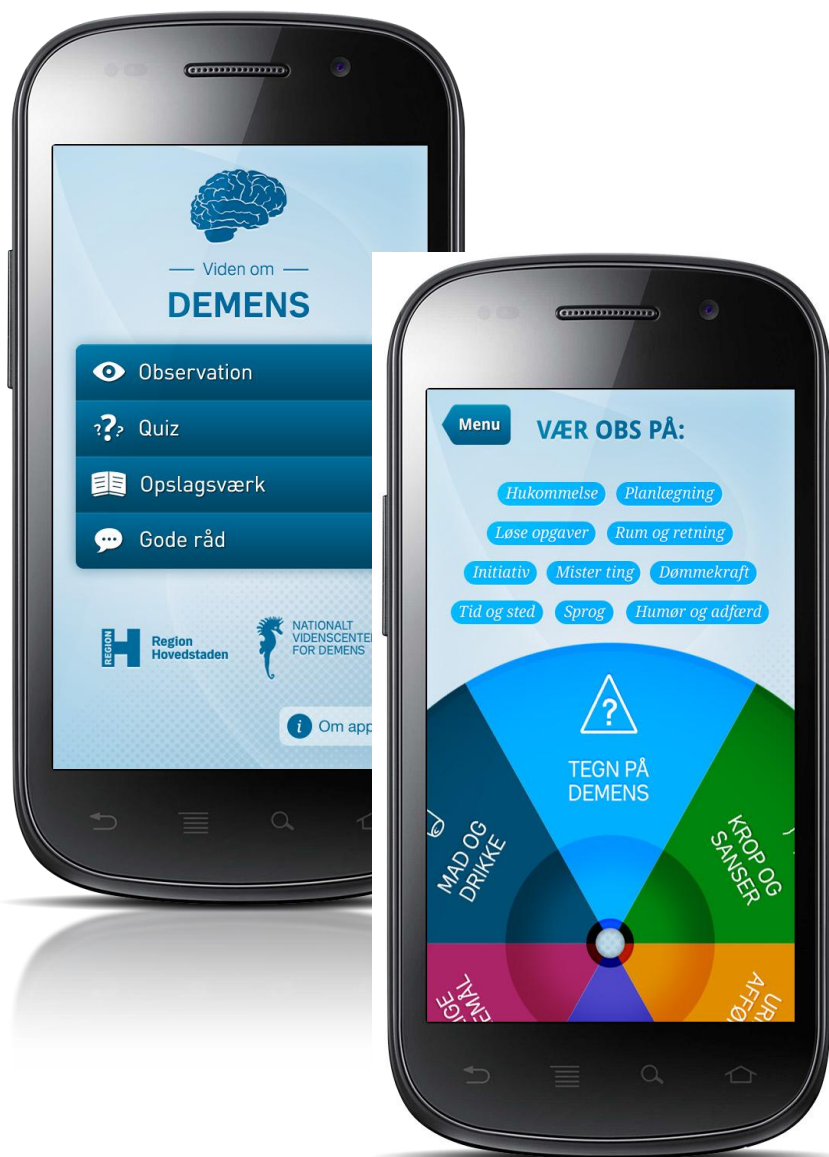 Viden om
DEMENS
Observation
??? Quiz
Opslagsværk
Gode råd
REGION H
Region
Hovedstaden
NATIONALT
VIDENSCENTER
FOR DEMENS
i Om app
Menu
VÆR OBS PÅ:
Hukommelse Planlægning
Løse opgaver Rum og retning
Initiativ Mister ting Dømmekraft
Tid og sted Sprog Humør og adfærd
?
TEGN PÅ
DEMENS
MAD OG
DRIKKE
KROP OG
SANSER